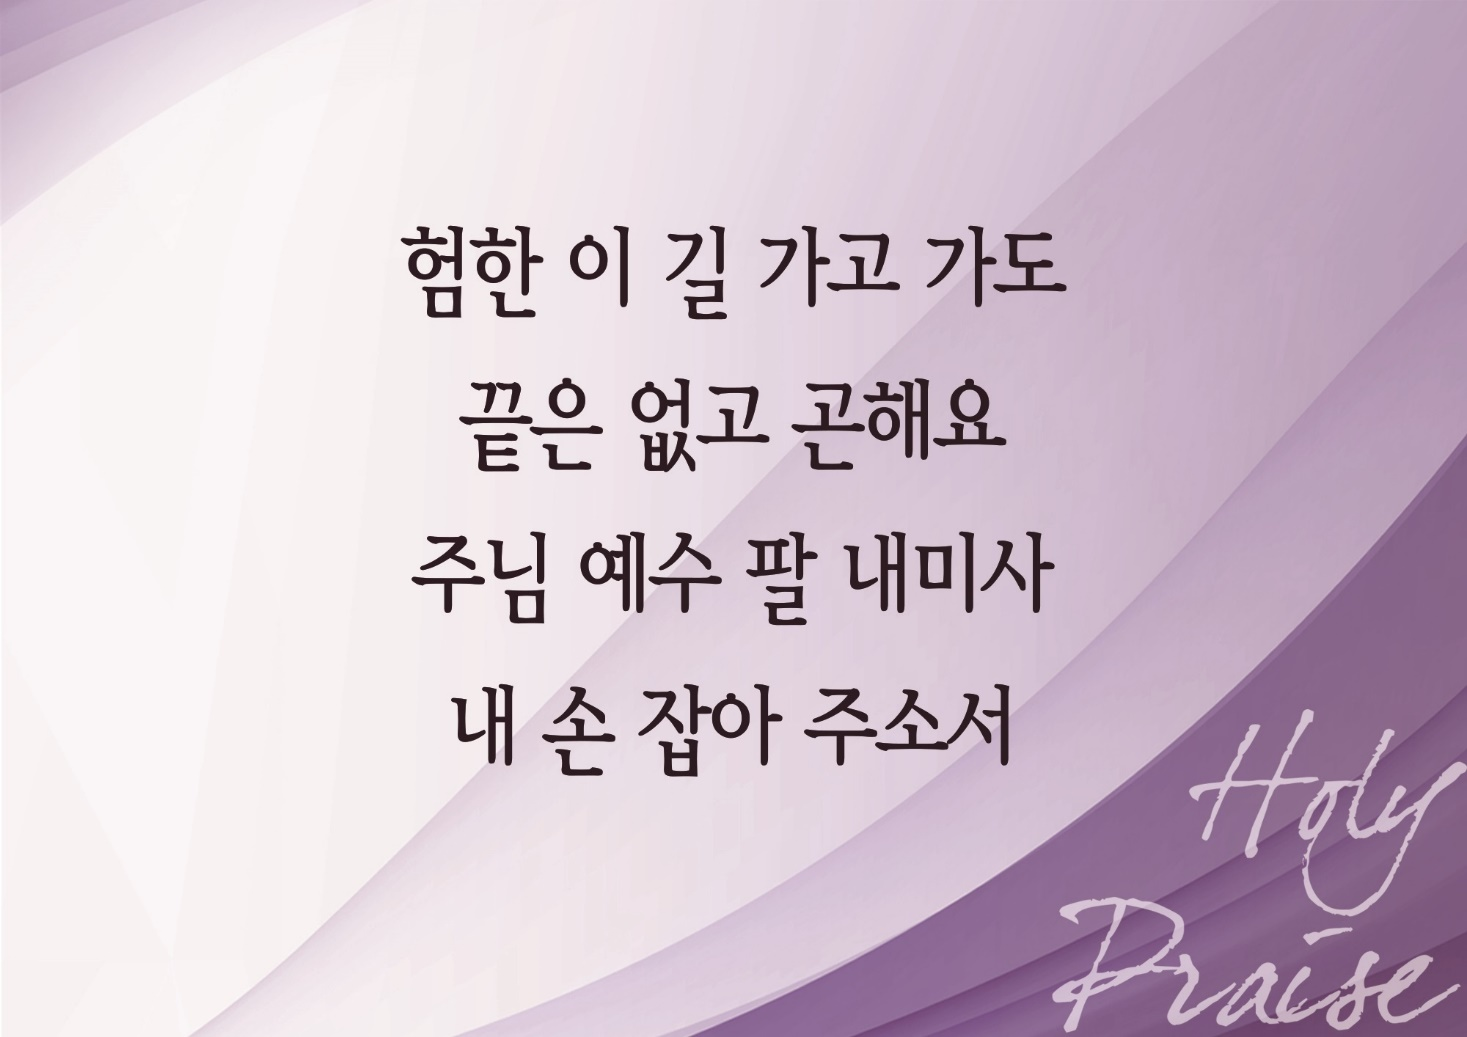 험한 이 길 가고 가도
끝은 없고 곤해요
주님 예수 팔 내미사
내 손 잡아 주소서
Holy
Praise